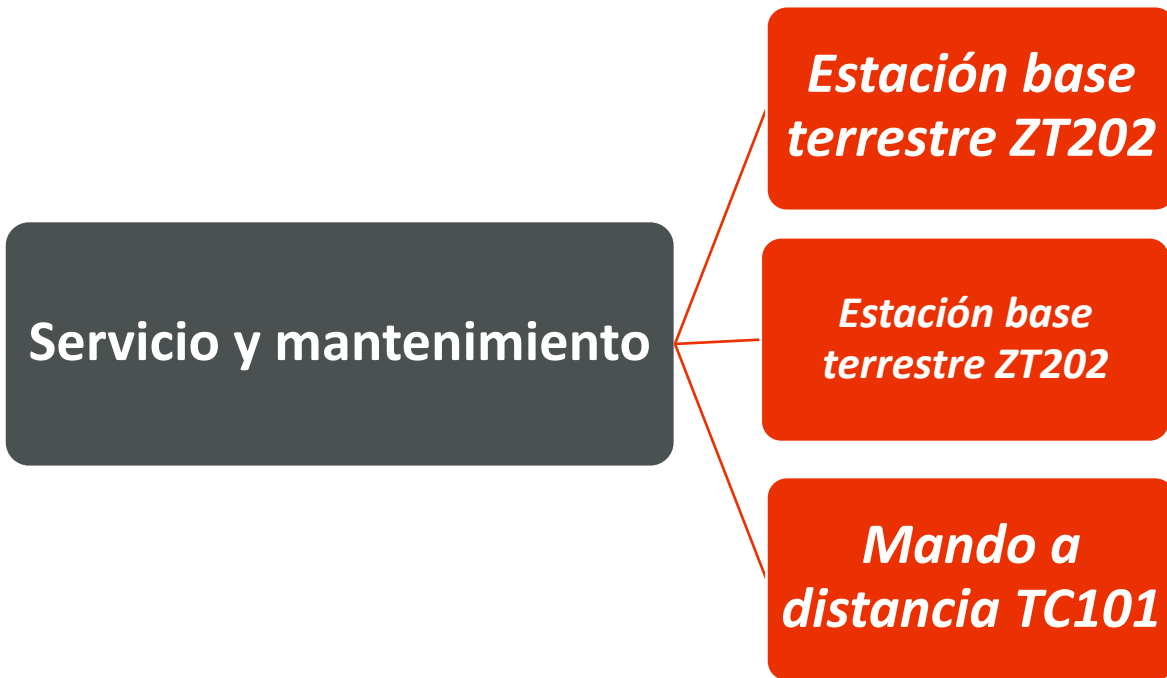 Estación base
terrestre ZT202
Servicio y mantenimiento
Estación base
terrestre ZT202
Mando a
distancia TC101